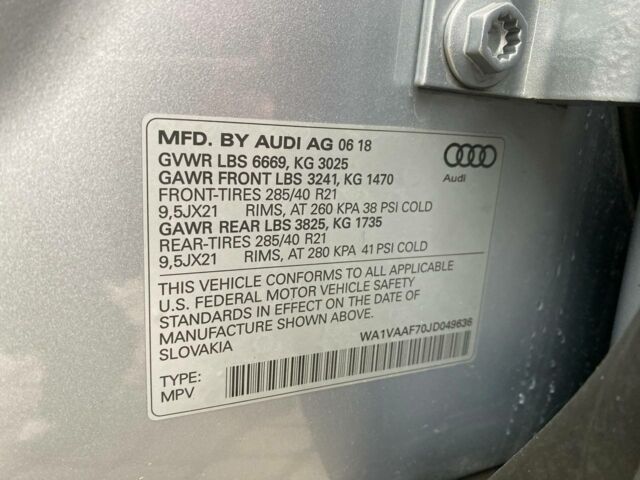 MFD. BY AUDI AG 06 18
GVWR LBS 6669, KG 3025
GAWR FRONT LBS 3241, KG 1470
FRONT-TIRES 285/40 R21
9,5JX21 RIMS, AT 260 KPA 38 PSI COLD
GAWR REAR LBS 3825, KG 1735
REAR-TIRES 285/40 R21
9,5JX21 RIMS, AT 280 KPA 41 PSI COLD
Audi
THIS VEHICLE CONFORMS TO ALL APPLICABLE
U.S. FEDERAL MOTOR VEHICLE SAFETY
STANDARDS IN EFFECT ON THE DATE OF
MANUFACTURE SHOWN ABOVE.
SLOVAKIA
WA1VAAF70JD049636
TYPE:
MPV